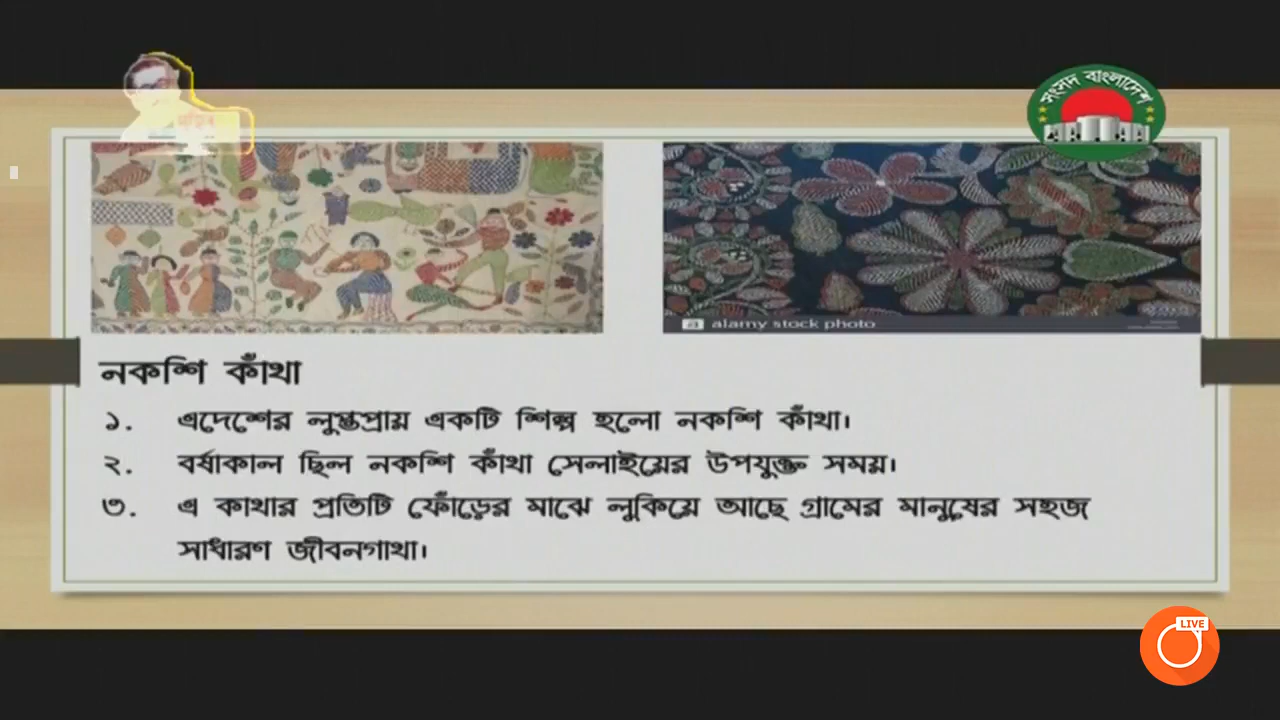 সংসদ বাংলাদেশ
a alamy stock photo
নকশি কাঁথা
১. এদেশের লুপ্তপ্রায় একটি শিল্প হলো নকশি কাঁথা।
২. বর্ষাকাল ছিল নকশি কাঁথা সেলাইয়ের উপযুক্ত সময়।
৩. এ কাথার প্রতিটি ফোঁড়ের মাঝে লুকিয়ে আছে গ্রামের মানুষের সহজ
সাধারণ জীবনগাথা।
LIVE